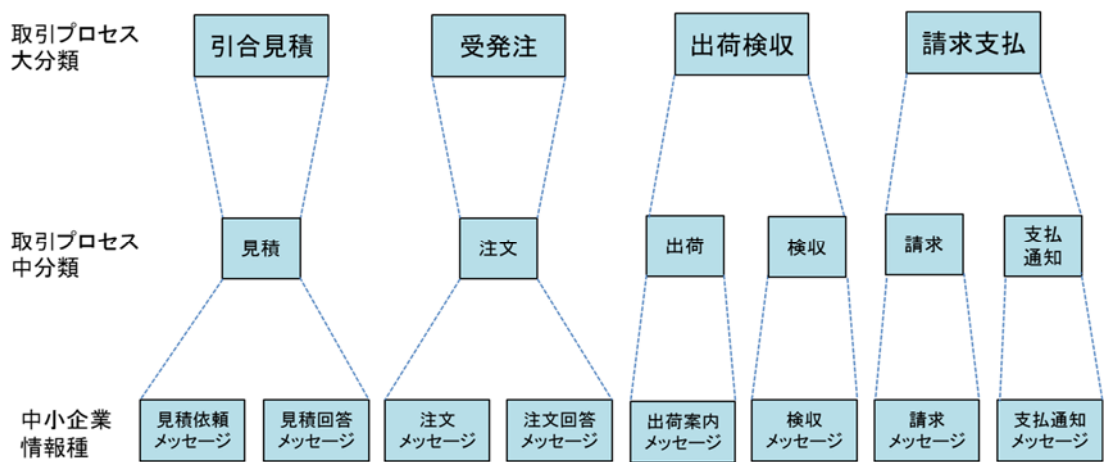 取引プロセス
大分類
引合見積
受発注
出荷検収
請求支払
取引プロセス
中分類
見積
注文
出荷
検収
請求
支払
通知
中小企業
情報種
見積依頼
メッセージ
見積回答
メッセージ
注文
メッセージ
注文回答
メッセージ
出荷案内
メッセージ
検収
メッセージ
請求
メッセージ
支払通知
メッセージ